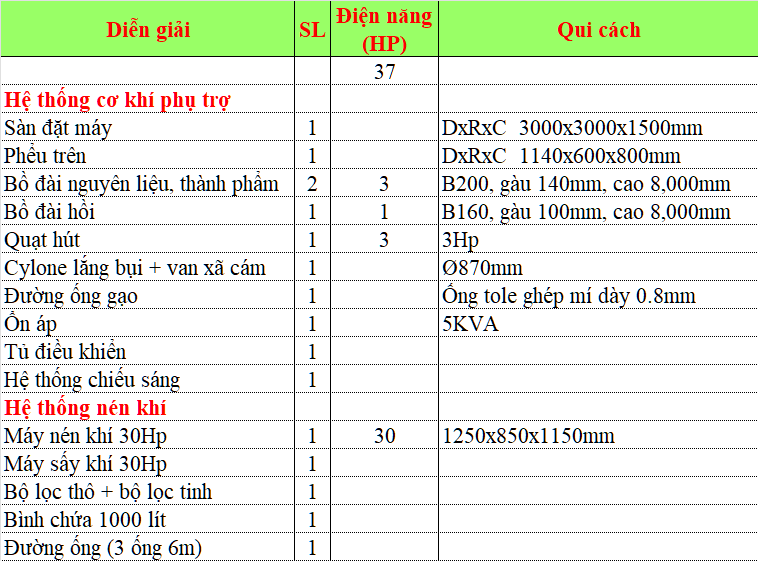 Diễn giải SL Điện năng (HP) Qui cách
37
Hệ thống cơ khí phụ trợ
Sàn đặt máy 1 DxRxC 3000x3000x1500mm
Phểu trên 1 DxRxC 1140x600x800mm
Bồ đài nguyên liệu, thành phẩm 2 3 B200, gàu 140mm, cao 8,000mm
Bồ đài hồi 1 1 B160, gàu 100mm, cao 8,000mm
Quạt hút 1 3 3Hp
Cylone lắng bụi + van xã cám 1 Ø870mm
Đường ống gạo 1 Ống tole ghép mí dày 0.8mm
Ổn áp 1 5KVA
Tủ điều khiển 1
Hệ thống chiếu sáng 1
Hệ thống nén khí
Máy nén khí 30Hp 1 30 1250x850x1150mm
Máy sấy khí 30Hp 1
Bộ lọc thô + bộ lọc tinh 1
Bình chứa 1000 lít 1
Đường ống (3 ống 6m) 1